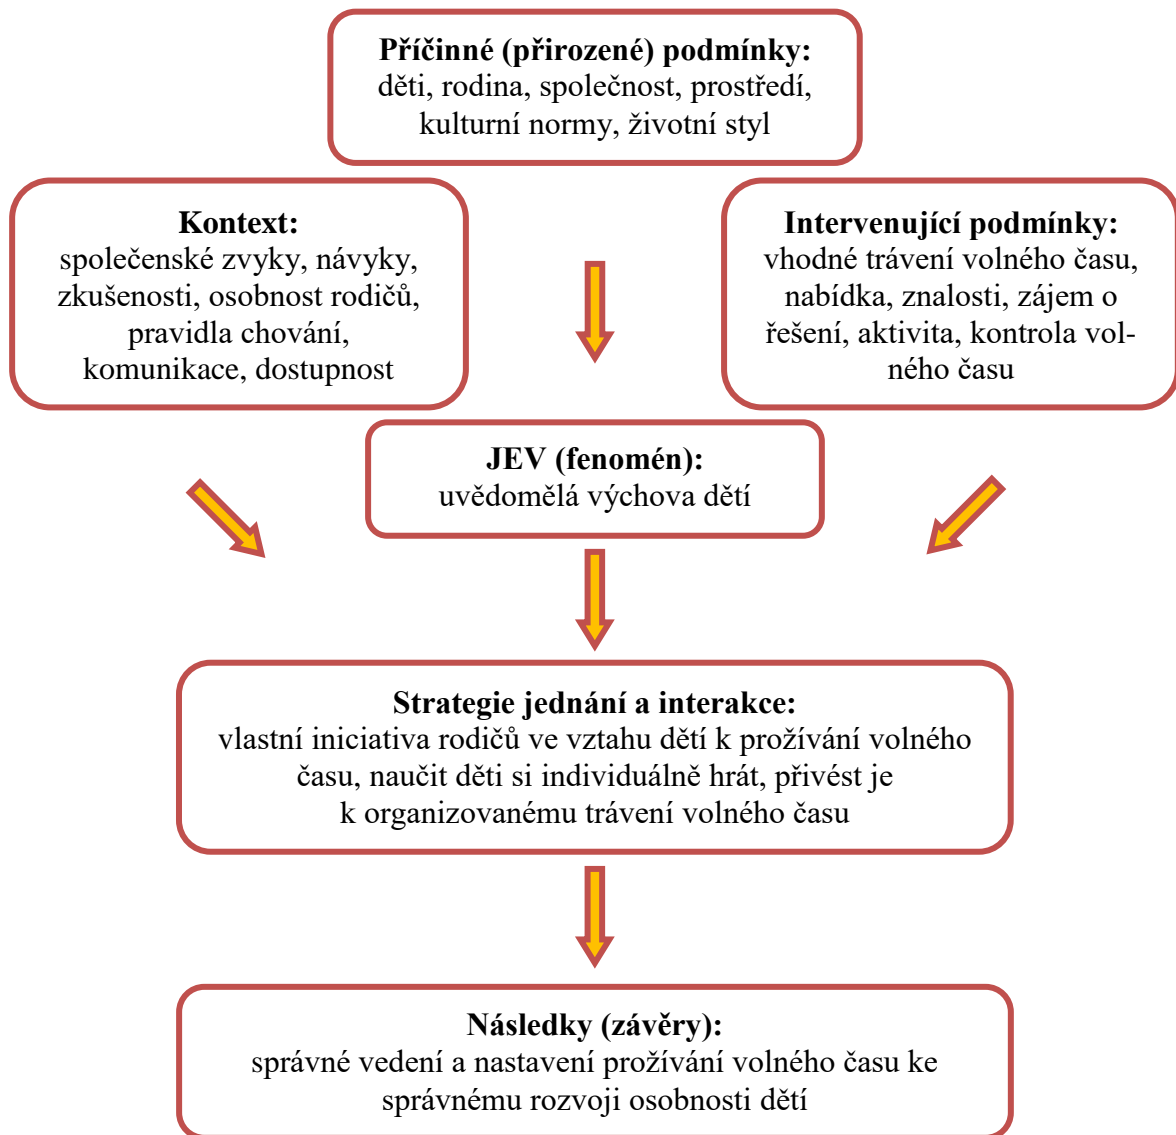 Příčinné (přirozené) podmínky:
děti, rodina, společnost, prostředí,
kulturní normy, životní styl
Kontext:
společenské zvyky, návyky,
zkušenosti, osobnost rodičů,
pravidla chování,
komunikace, dostupnost
Intervenující podmínky:
vhodné trávení volného času,
nabídka, znalosti, zájem o
řešení, aktivita, kontrola vol-
ného času
JEV (fenomén):
uvědomělá výchova dětí
Strategie jednání a interakce:
vlastní iniciativa rodičů ve vztahu dětí k prožívání volného
času, naučit děti si individuálně hrát, přivést je
k organizovanému trávení volného času
Následky (závěry):
správné vedení a nastavení prožívání volného času ke
správnému rozvoji osobnosti dětí